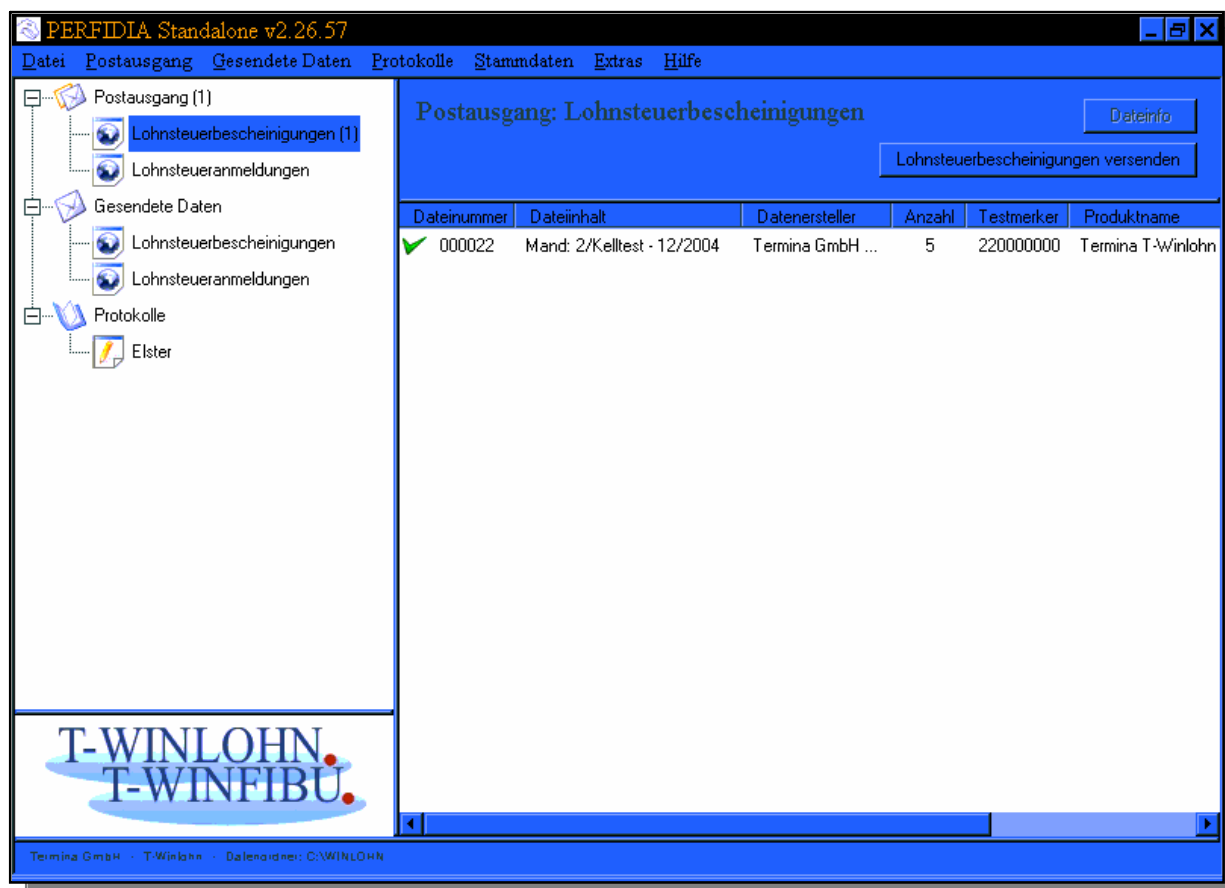 PERFIDIA Standalone v2.26.57
Datei Postausgang Gesendete Daten Protokolle Stammdaten Extras Hilfe
Postausgang (1)
Lohnsteuerbescheinigungen (1)
Lohnsteueranmeldungen
Gesendete Daten
Lohnsteuerbescheinigungen
Lohnsteueranmeldungen
Protokolle
Elster
T-WINLOHN.
T-WINFIBU.
Postausgang: Lohnsteuerbescheinigungen
Dateinfo
Lohnsteuerbescheinigungen versenden
Dateinummer Dateiinhalt Datenersteller Anzahl Testmerker Produktname
000022 Mand: 2/Kelltest - 12/2004 Termina GmbH ... 5 220000000 Termina T-Winlohn
Termina GmbH · T-Winlohn · Datenordner: C:\WINLOHN